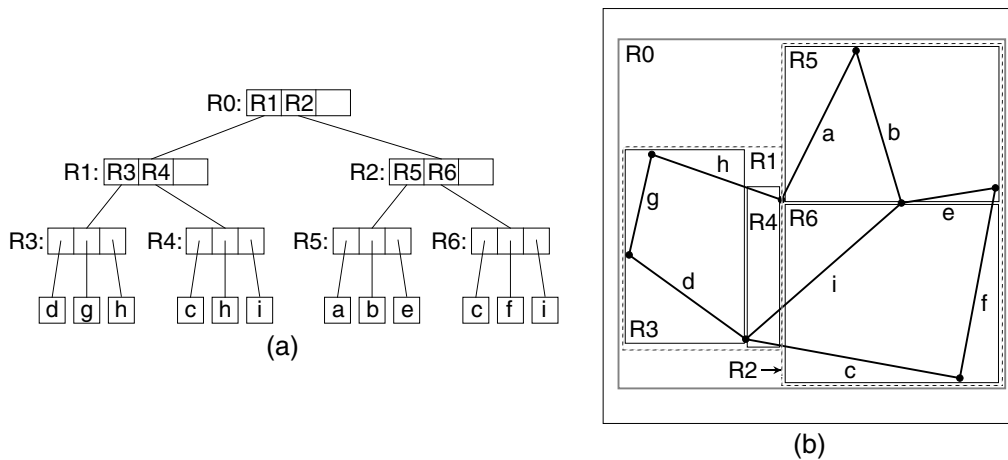 R0: R1 R2
R1: R3 R4
R2: R5 R6
R3:
R4:
R5:
R6:
d g h
c h i
a b e
c f i
(a)
R0
R5
a
b
h
R1
g
R4
R6
e
d
i
f
R3
R2
c
(b)